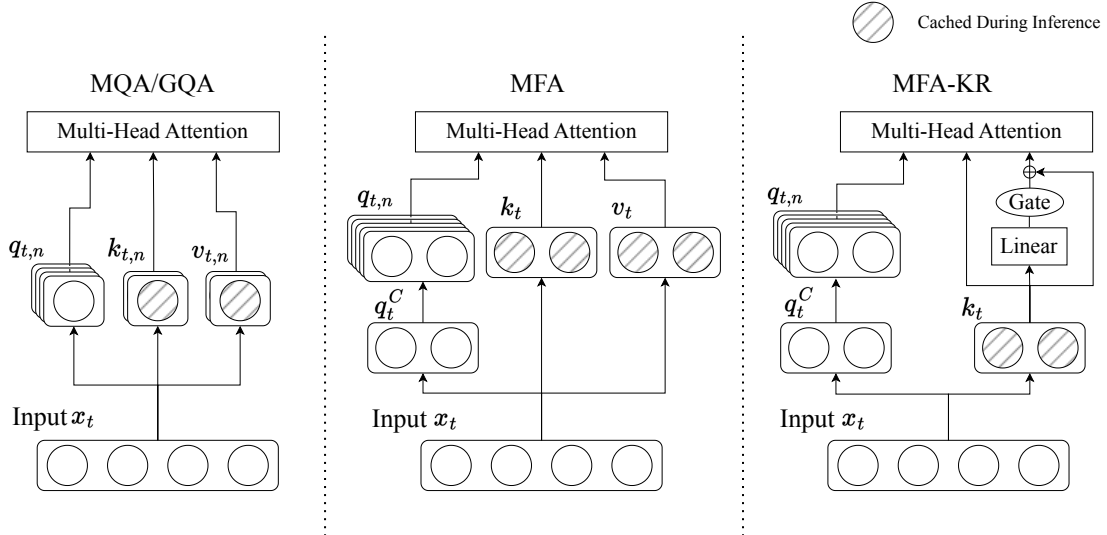 Cached During Inference
MQA/GQA
Multi-Head Attention
q_{t,n}
k_{t,n}
v_{t,n}
Input x_t
MFA
Multi-Head Attention
q_{t,n}
k_t
v_t
q_t^C
Input x_t
MFA-KR
Multi-Head Attention
q_{t,n}
Gate
Linear
q_t^C
k_t
Input x_t